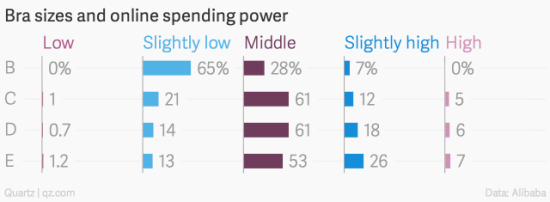 Bra sizes and online spending power
Low Slightly low Middle Slightly high High
B 0% 65% 28% 7% 0%
C 1 21 61 12 5
D 0.7 14 61 18 6
E 1.2 13 53 26 7
Quartz | qz.com Data: Alibaba